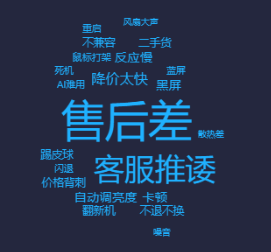 风扇大声
重启
不兼容 二手货
鼠标打架 反应慢
死机 蓝屏
AI难用 降价太快 黑屏
售后差
散热差
踢皮球 客服推诿
闪退
价格背刺
自动调亮度 卡顿
翻新机 不退不换
噪音